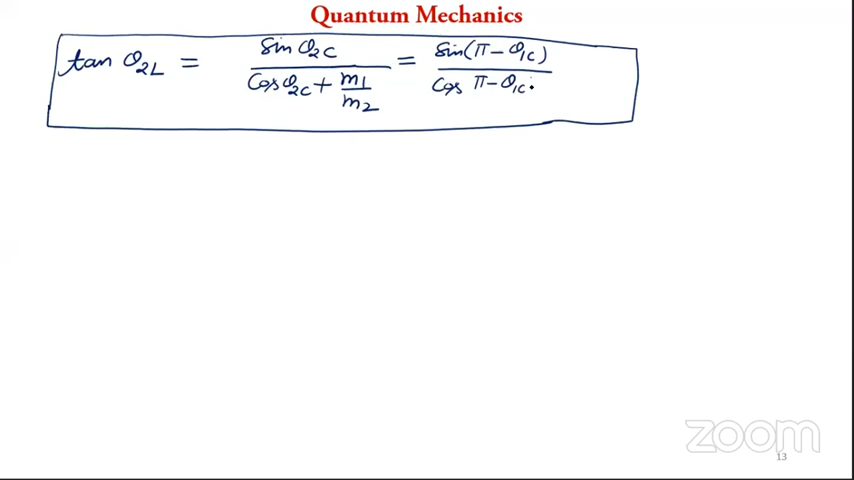 Quantum Mechanics
tan θ2L = sin θ2C / cos θ2C + m1/m2 = sin(π-θ1C) / cos π-θ1C
zoom
13